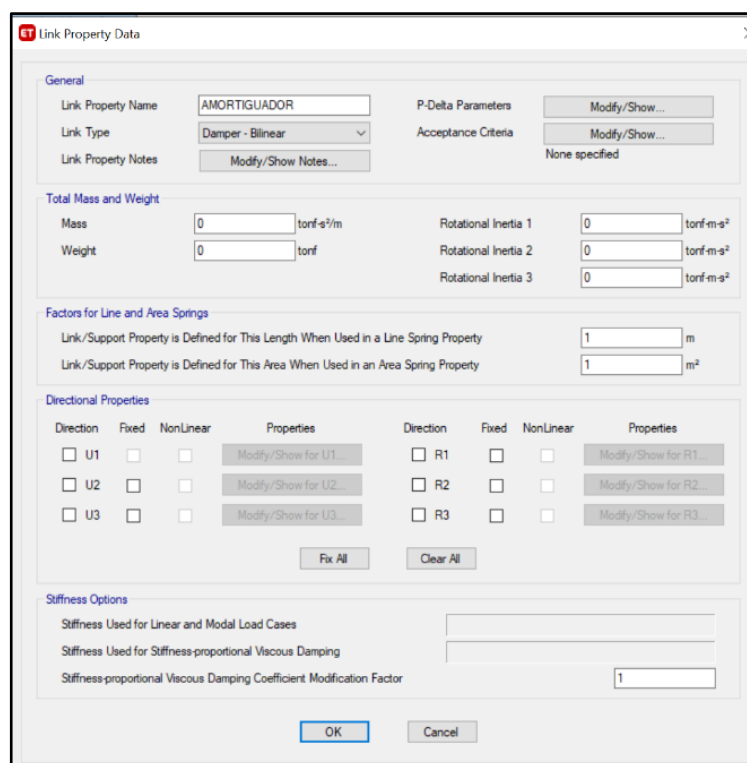 ET Link Property Data
General
Link Property Name AMORTIGUADOR P-Delta Parameters Modify/Show...
Link Type Damper - Bilinear Acceptance Criteria Modify/Show...
Link Property Notes Modify/Show Notes... None specified
Total Mass and Weight
Mass 0 tonf-s²/m Rotational Inertia 1 0 tonf-m-s²
Weight 0 tonf Rotational Inertia 2 0 tonf-m-s²
Rotational Inertia 3 0 tonf-m-s²
Factors for Line and Area Springs
Link/Support Property is Defined for This Length When Used in a Line Spring Property 1 m
Link/Support Property is Defined for This Area When Used in an Area Spring Property 1 m²
Directional Properties
Direction Fixed NonLinear Properties Direction Fixed NonLinear Properties
U1 Modify/Show for U1... R1 Modify/Show for R1...
U2 Modify/Show for U2... R2 Modify/Show for R2...
U3 Modify/Show for U3... R3 Modify/Show for R3...
Fix All Clear All
Stiffness Options
Stiffness Used for Linear and Modal Load Cases
Stiffness Used for Stiffness-proportional Viscous Damping
Stiffness-proportional Viscous Damping Coefficient Modification Factor 1
OK Cancel